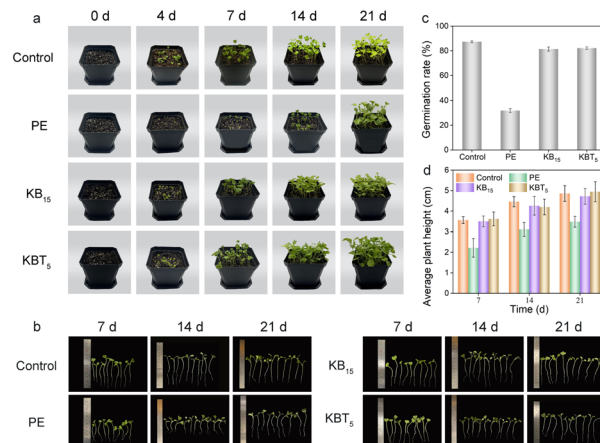 a
0 d 4 d 7 d 14 d 21 d
Control
PE
KB15
KBT5
c
Germination rate (%)
100
80
60
40
20
0
Control PE KB15 KBT5
d
Average plant height (cm)
Control PE
KB15 KBT5
6
5
4
3
2
1
0
7 14 21
Time (d)
b
7 d 14 d 21 d 7 d 14 d 21 d
Control KB15
PE KBT5